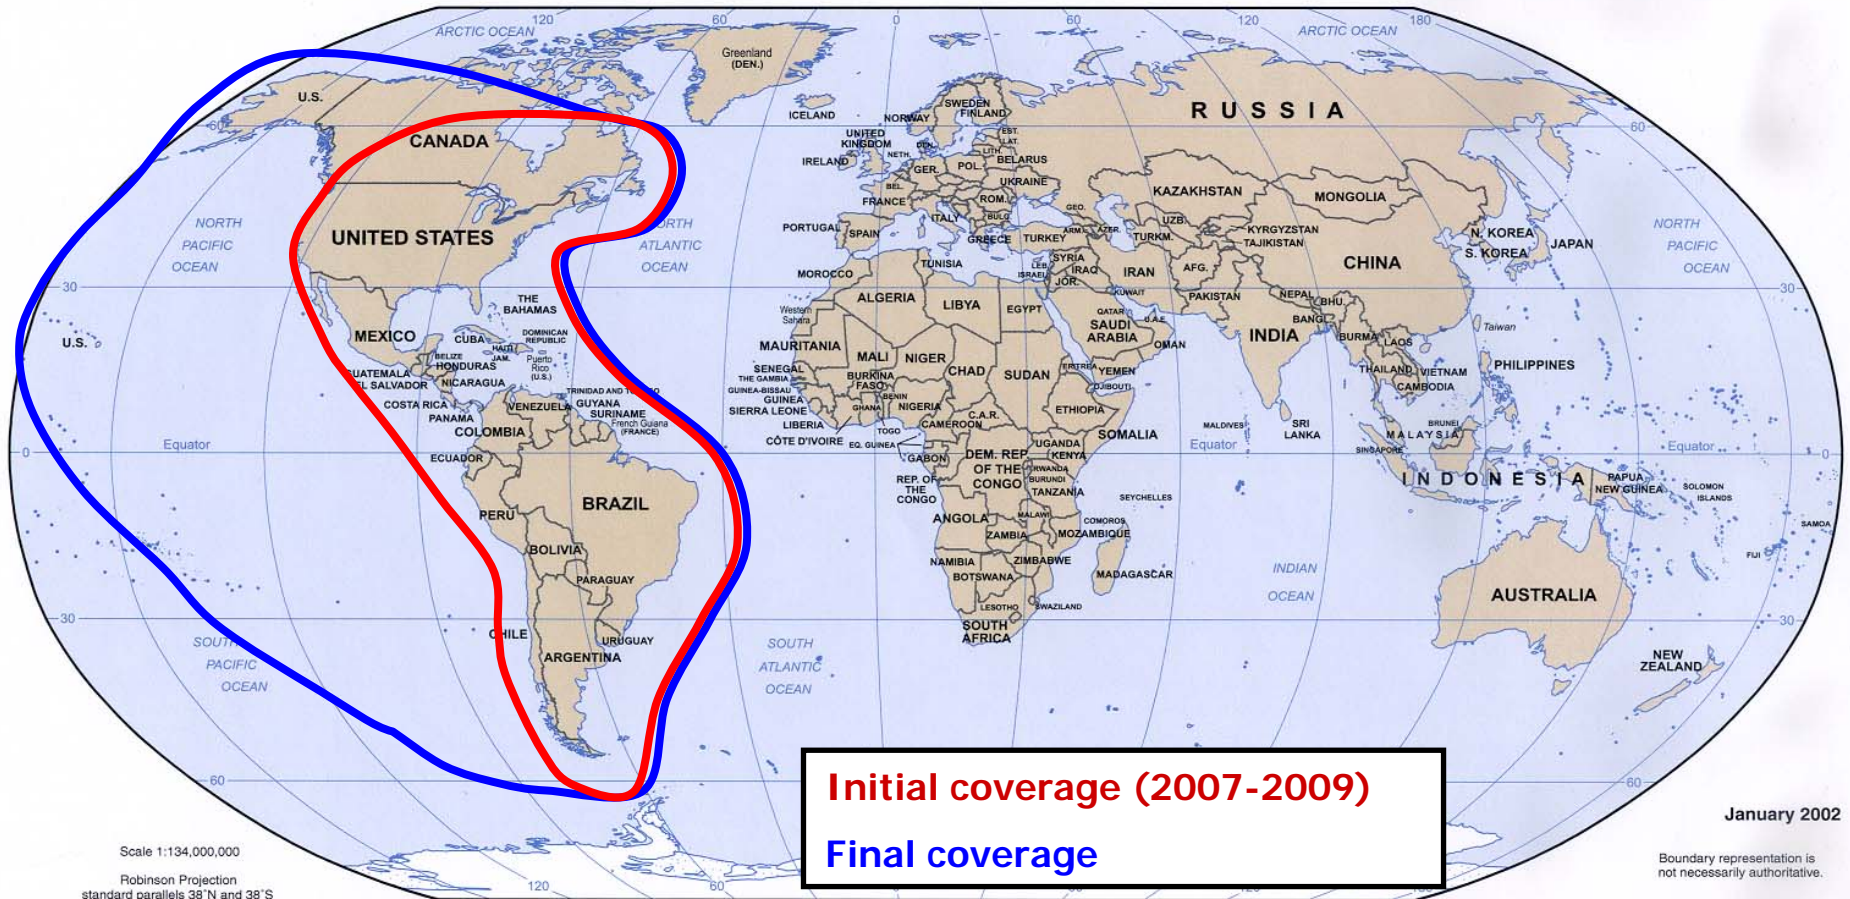 120
60
0
60
120
180
ARCTIC OCEAN
ARCTIC OCEAN
Greenland
(DEN.)
U.S.
RUSSIA
ICELAND
NORWAY
SWEDEN
FINLAND
60
60
CANADA
UNITED
KINGDOM
DEN.
EST.
LAT.
LITH.
IRELAND
NETH.
BELARUS
GER.
POL.
BEL.
UKRAINE
KAZAKHSTAN
MONGOLIA
FRANCE
ROM.
NORTH
PACIFIC
OCEAN
UNITED STATES
NORTH
ATLANTIC
OCEAN
PORTUGAL
SPAIN
ITALY
BULG.
GREECE
TURKEY
GEO.
ARM.
AZER.
UZB.
TURKM.
KYRGYZSTAN
TAJIKISTAN
N. KOREA
S. KOREA
JAPAN
NORTH
PACIFIC
OCEAN
CHINA
MOROCCO
TUNISIA
LEB.
ISRAEL
SYRIA
IRAQ
JOR.
IRAN
AFG.
30
30
THE
BAHAMAS
Western
Sahara
ALGERIA
LIBYA
EGYPT
KUWAIT
PAKISTAN
NEPAL
BHU.
QATAR
U.A.E.
SAUDI
ARABIA
BANG.
INDIA
Taiwan
U.S.
MEXICO
CUBA
DOMINICAN
REPUBLIC
HAITI
JAM.
Puerto
Rico
(U.S.)
BELIZE
HONDURAS
GUATEMALA
EL SALVADOR
NICARAGUA
MAURITANIA
MALI
NIGER
OMAN
BURMA
LAOS
PHILIPPINES
SENEGAL
THE GAMBIA
GUINEA-BISSAU
GUINEA
SIERRA LEONE
LIBERIA
CÔTE D'IVOIRE
BURKINA
FASO
BENIN
GHANA
TOGO
NIGERIA
CHAD
SUDAN
ERITREA
YEMEN
DJIBOUTI
THAILAND
VIETNAM
CAMBODIA
COSTA RICA
PANAMA
TRINIDAD AND TOBAGO
VENEZUELA
GUYANA
SURINAME
French Guiana
(FRANCE)
COLOMBIA
C.A.R.
CAMEROON
ETHIOPIA
SOMALIA
MALDIVES
SRI
LANKA
BRUNEI
MALAYSIA
SINGAPORE
0
Equator
ECUADOR
EQ. GUINEA
GABON
REP. OF
THE
CONGO
DEM. REP.
OF THE
CONGO
UGANDA
KENYA
RWANDA
BURUNDI
TANZANIA
Equator
Equator
0
INDONESIA
PAPUA
NEW GUINEA
SOLOMON
ISLANDS
SEYCHELLES
PERU
BRAZIL
ANGOLA
MALAWI
ZAMBIA
COMOROS
MOZAMBIQUE
SAMOA
BOLIVIA
NAMIBIA
ZIMBABWE
BOTSWANA
MADAGASCAR
FIJI
PARAGUAY
INDIAN
OCEAN
AUSTRALIA
LESOTHO
SWAZILAND
30
30
CHILE
URUGUAY
SOUTH
AFRICA
SOUTH
PACIFIC
OCEAN
ARGENTINA
SOUTH
ATLANTIC
OCEAN
NEW
ZEALAND
60
60
Initial coverage (2007-2009)
Final coverage
January 2002
Scale 1:134,000,000
Robinson Projection
standard parallels 38°N and 38°S
Boundary representation is
not necessarily authoritative.
120
60